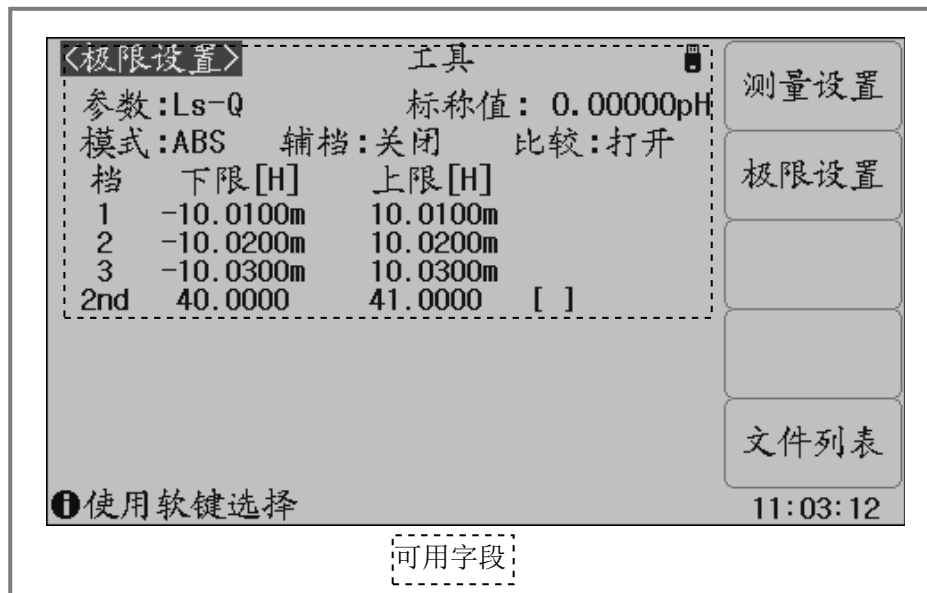 <极限设置> 工具
参数:Ls-Q 标称值: 0.00000pH
模式:ABS 辅档:关闭 比较:打开
档 下限[H] 上限[H]
1 -10.0100m 10.0100m
2 -10.0200m 10.0200m
3 -10.0300m 10.0300m
2nd 40.0000 41.0000 [ ]
测量设置
极限设置
文件列表
使用软键选择
11:03:12
可用字段